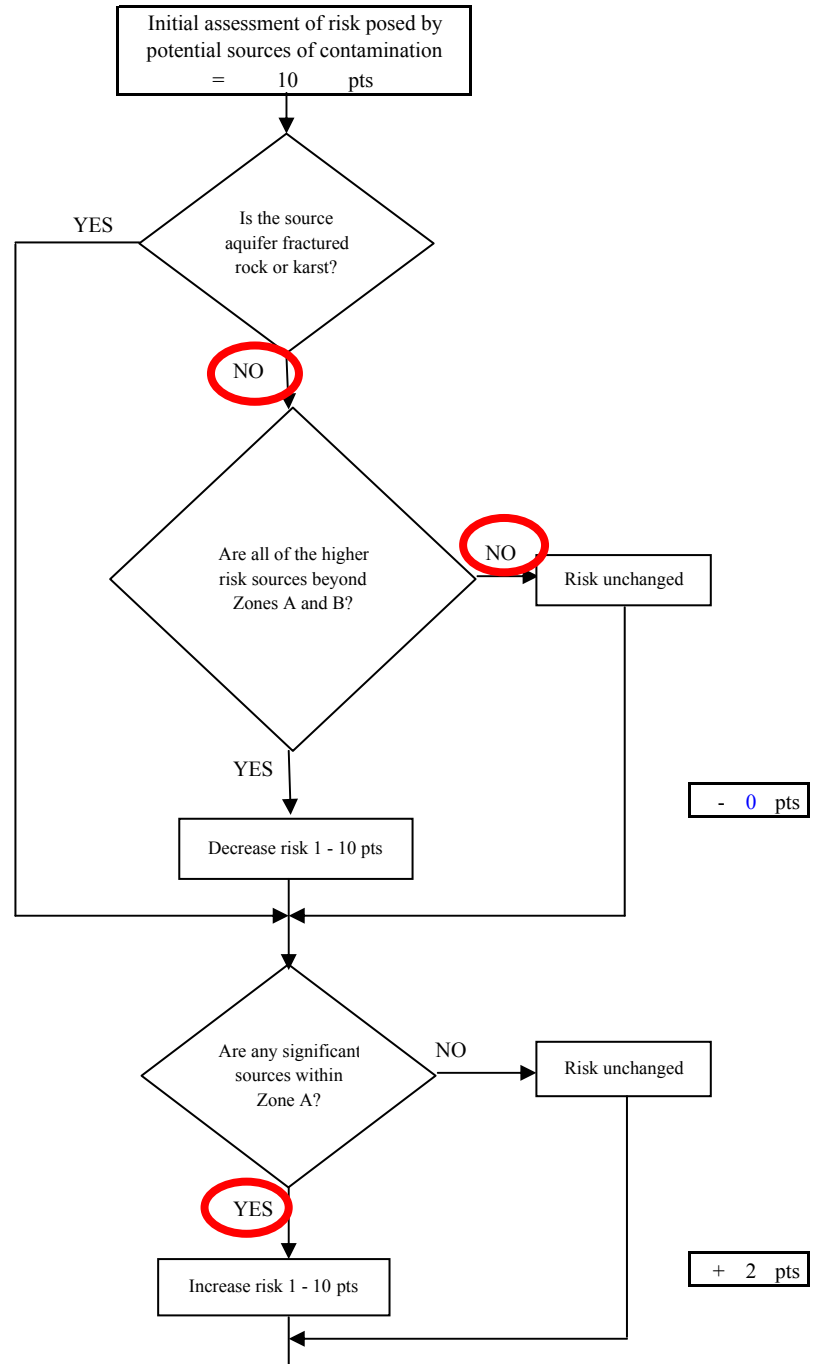 Initial assessment of risk posed by
potential sources of contamination
= 10 pts
YES
Is the source
aquifer fractured
rock or karst?
NO
Are all of the higher
risk sources beyond
Zones A and B?
NO
Risk unchanged
YES
- 0 pts
Decrease risk 1 - 10 pts
Are any significant
sources within
Zone A?
NO
Risk unchanged
YES
+ 2 pts
Increase risk 1 - 10 pts